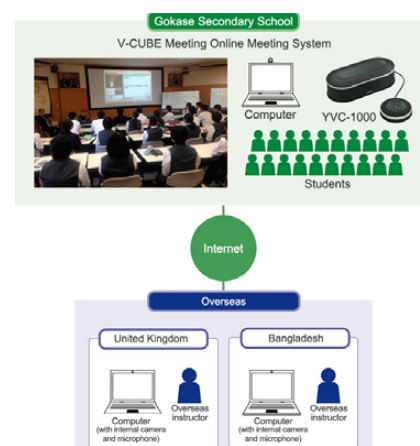 Gokase Secondary School
V-CUBE Meeting Online Meeting System
Computer
YVC-1000
Students
Internet
Overseas
United Kingdom
Bangladesh
Computer
(with internal camera
and microphone)
Overseas
instructor
Computer
(with internal camera
and microphone)
Overseas
instructor